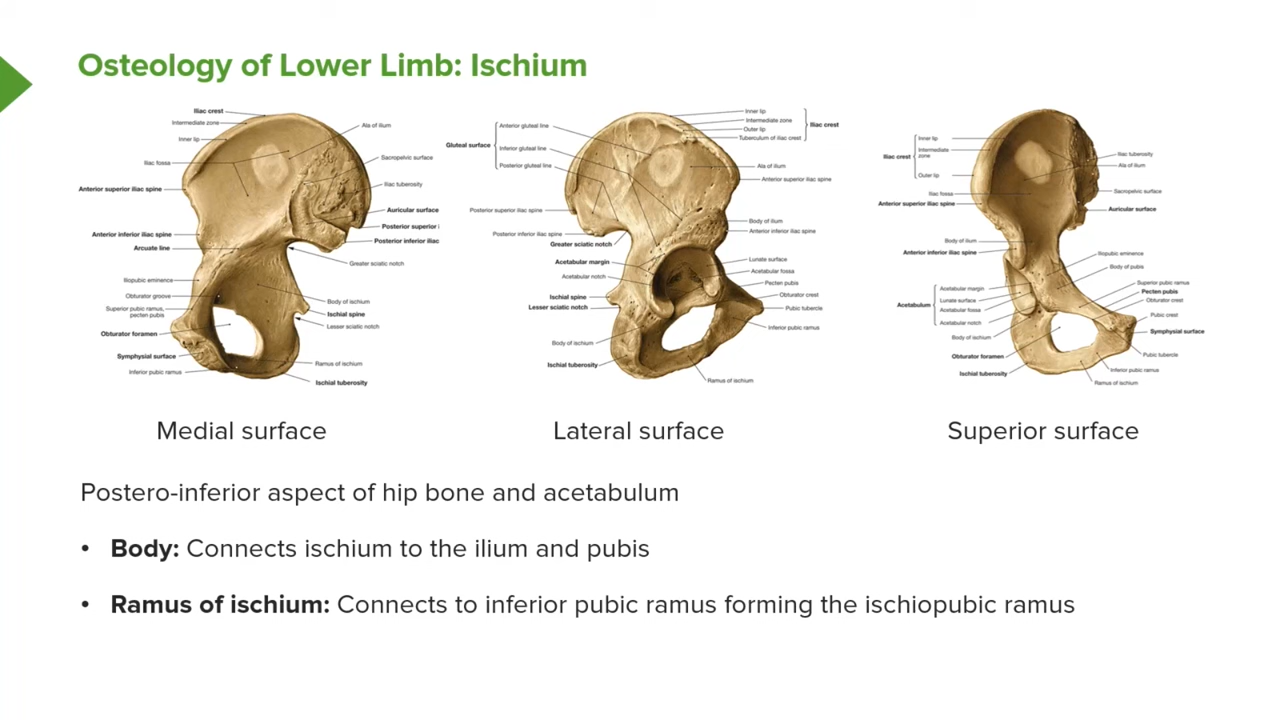 Osteology of Lower Limb: Ischium
Iliac crest
Intermediate zone
Inner lip
Iliac fossa
Anterior superior iliac spine
Anterior inferior iliac spine
Arcuate line
Iliopubic eminence
Obturator groove
Superior pubic ramus,
pecten pubis
Obturator foramen
Symphysial surface
Inferior pubic ramus
Ala of ilium
Sacropelvic surface
Iliac tuberosity
Auricular surface
Posterior superior i
Posterior inferior iliac
Greater sciatic notch
Body of ischium
Ischial spine
Lesser sciatic notch
Ramus of ischium
Ischial tuberosity
Gluteal surface
Anterior gluteal line
Inferior gluteal line
Posterior gluteal line
Posterior superior iliac spine
Posterior inferior iliac spine
Greater sciatic notch
Acetabular margin
Acetabular notch
Ischial spine
Lesser sciatic notch
Body of ischium
Ischial tuberosity
Inner lip
Intermediate zone
Outer lip
Tuberculum of iliac crest
Iliac crest
Ala of ilium
Anterior superior iliac spine
Body of ilium
Anterior inferior iliac spine
Lunate surface
Acetabular fossa
Pecten pubis
Obturator crest
Pubic tubercle
Inferior pubic ramus
Ramus of ischium
Iliac crest
Inner lip
Intermediate
zone
Outer lip
Iliac fossa
Anterior superior iliac spine
Body of ilium
Anterior inferior iliac spine
Acetabulum
Acetabular margin
Lunate surface
Acetabular fossa
Acetabular notch
Body of ischium
Obturator foramen
Ischial tuberosity
Iliac tuberosity
Ala of ilium
Sacropelvic surface
Auricular surface
Iliopubic eminence
Body of pubis
Superior pubic ramus
Pecten pubis
Obturator crest
Pubic crest
Symphysial surface
Pubic tubercle
Inferior pubic ramus
Ramus of ischium
Medial surface
Lateral surface
Superior surface
Postero-inferior aspect of hip bone and acetabulum
• Body: Connects ischium to the ilium and pubis
• Ramus of ischium: Connects to inferior pubic ramus forming the ischiopubic ramus